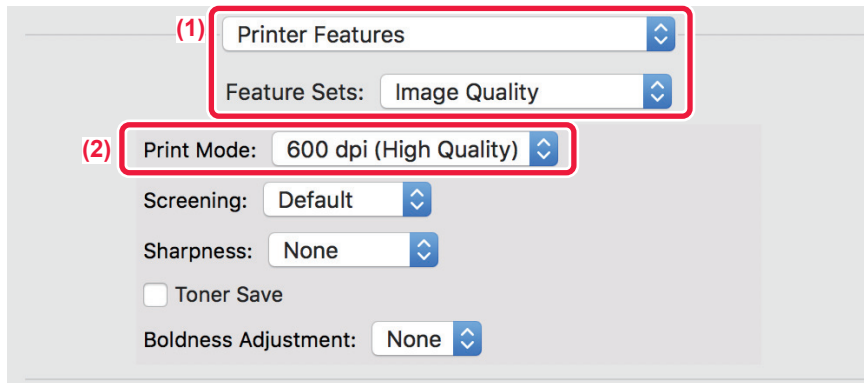 (1) Printer Features
Feature Sets: Image Quality
(2) Print Mode: 600 dpi (High Quality)
Screening: Default
Sharpness: None
Toner Save
Boldness Adjustment: None